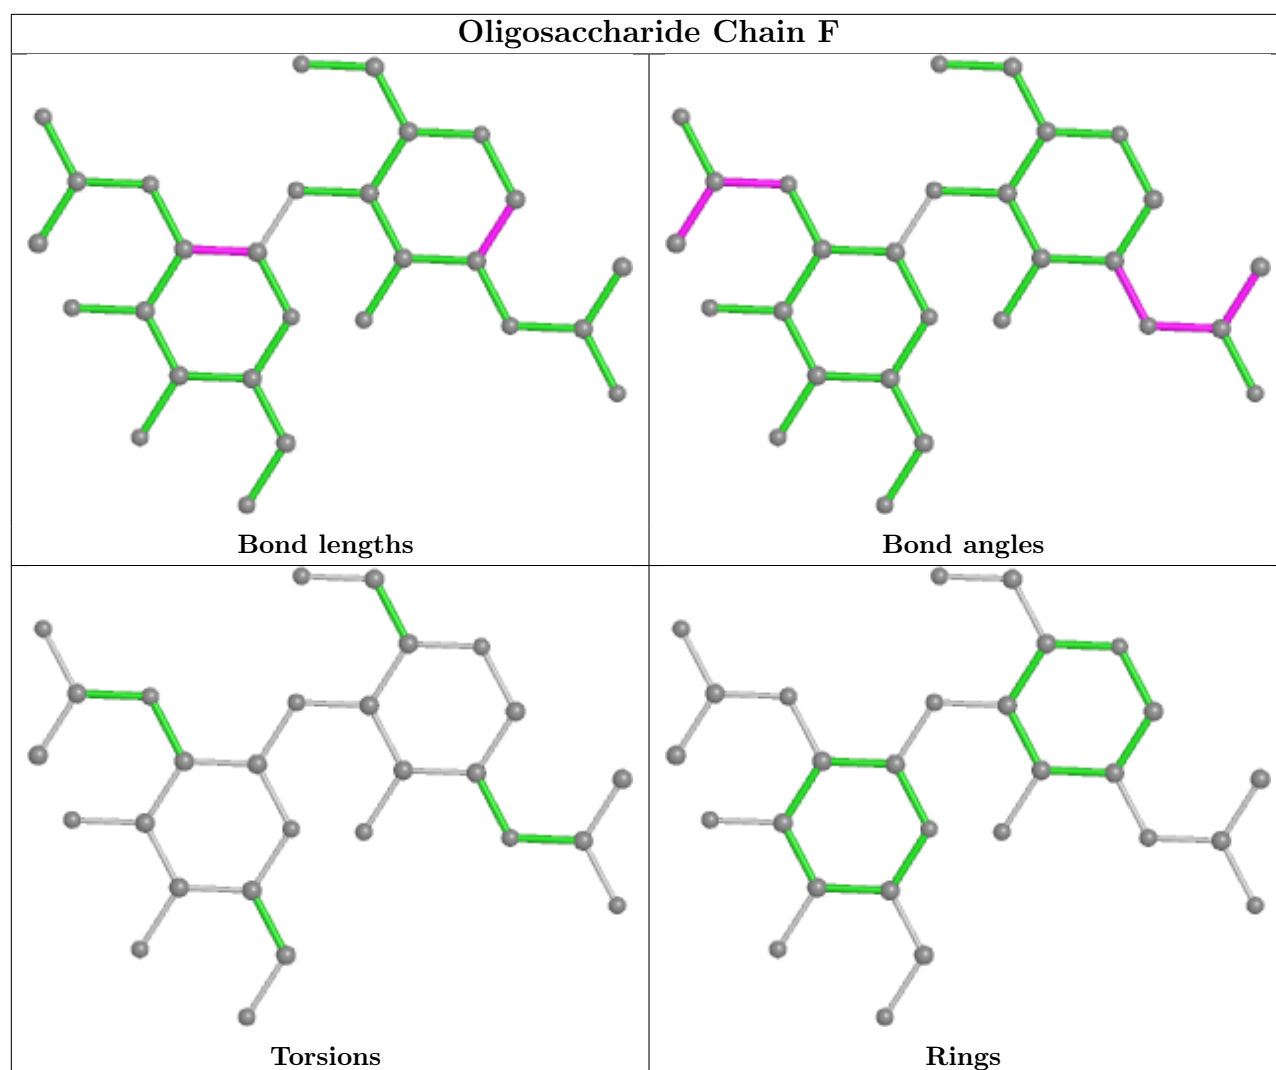 Oligosaccharide Chain F
Bond lengths
Bond angles
Torsions
Rings